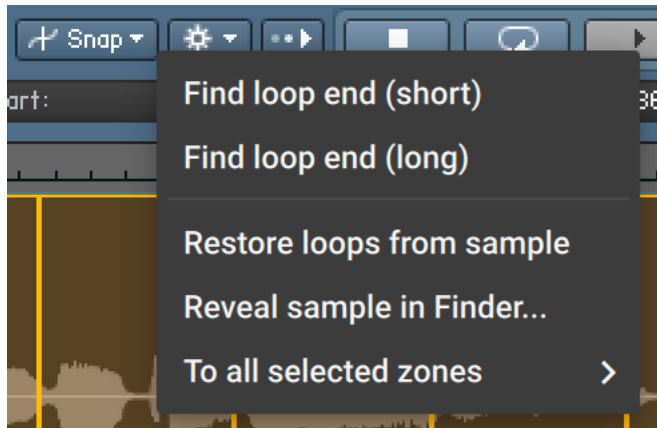 Snap
art:
Find loop end (short)
Find loop end (long)
Restore loops from sample
Reveal sample in Finder...
To all selected zones